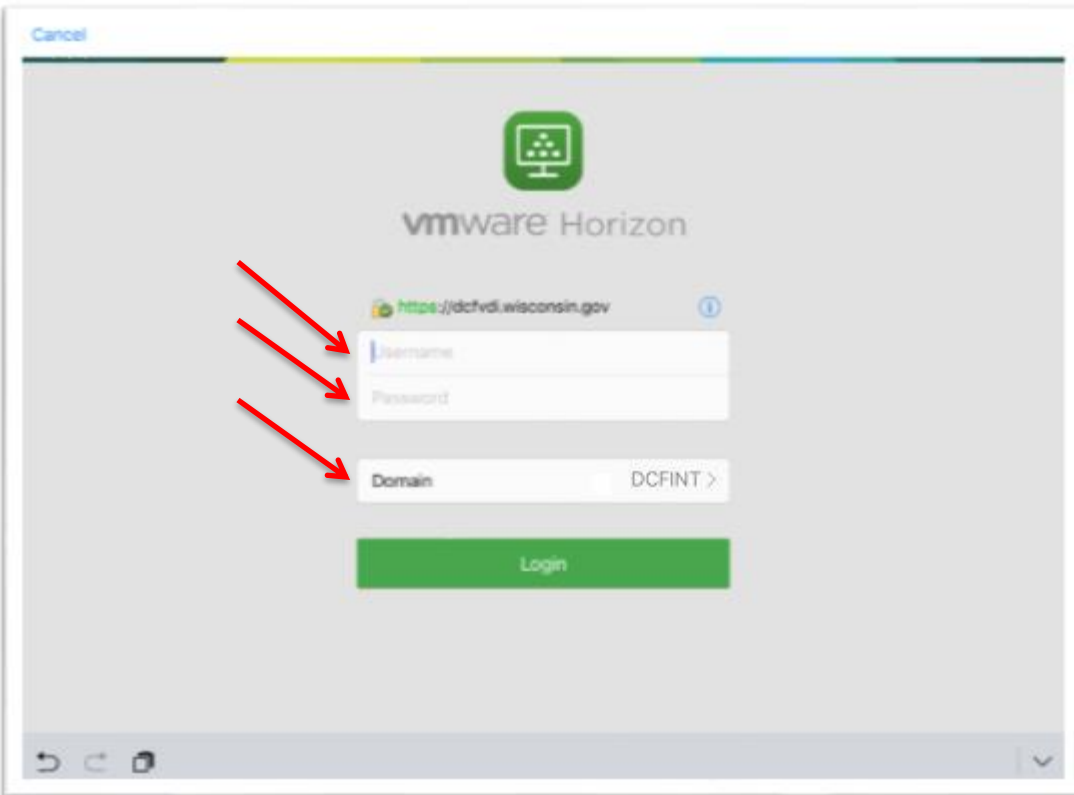 Cancel
vmware Horizon
https://dcfvdi.wisconsin.gov
Username
Password
Domain DCFINT >
Login